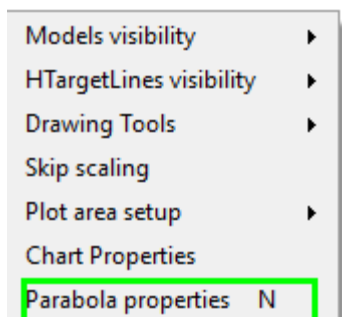 Models visibility
HTargetLines visibility
Drawing Tools
Skip scaling
Plot area setup
Chart Properties
Parabola properties N